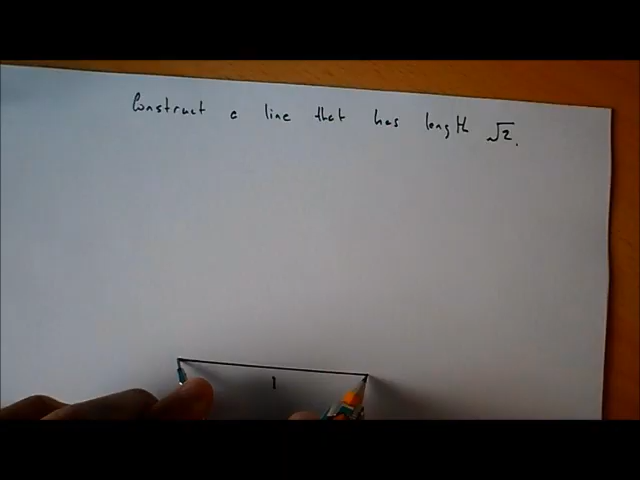 Construct a line that has length √2.
1